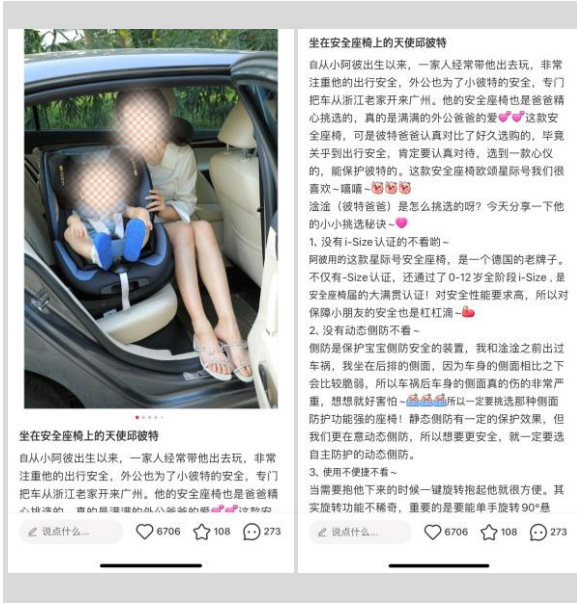 坐在安全座椅上的天使邱彼特
自从小阿彼出生以来，一家人经常带他出去玩，非常
注重他的出行安全，外公也为了小彼特的安全，专门
把车从浙江老家开来广州。他的安全座椅也是爸爸精
心挑选的，真的是满满的外公爸爸的爱💕💕这款安
说点什么...
6706
108
273
坐在安全座椅上的天使邱彼特
自从小阿彼出生以来，一家人经常带他出去玩，非常
注重他的出行安全，外公也为了小彼特的安全，专门
把车从浙江老家开来广州。他的安全座椅也是爸爸精
心挑选的，真的是满满的外公爸爸的爱💕💕这款安
全座椅，可是彼特爸爸认真对比了好久选购的，毕竟
关乎到出行安全，肯定要认真对待，选到一款心仪
的，能保护彼特的。这款安全座椅欧颂星际号我们很
喜欢~嘻嘻~🐷🐷🐷
淦淦（彼特爸爸）是怎么挑选的呀？今天分享一下他
的小小挑选秘诀~💗
1、没有i-Size认证的不看哟~
阿彼用的这款星际号安全座椅，是一个德国的老牌子。
不仅有-Size认证，还通过了0-12岁全阶段i-Size，是
安全座椅届的大满贯认证！对安全性能要求高，所以对
保障小朋友的安全也是杠杠滴~💪
2、没有动态侧防不看~
侧防是保护宝宝侧防安全的装置，我和淦淦之前出过
车祸，我坐在后排的侧面，因为车身的侧面相比之下
会比较脆弱，所以车祸后车身的侧面真的伤的非常严
重，想想就好害怕~所以一定要挑选那种侧面
防护功能强的座椅！静态侧防有一定的保护效果，但
我们更在意动态侧防，所以想要更安全，就一定要选
自主防护的动态侧防。
3、使用不便捷不看~
当需要抱他下来的时候一键旋转抱起他就很方便。其
实旋转功能不稀奇，重要的是要能单手旋转90°悬
说点什么...
6706
108
273